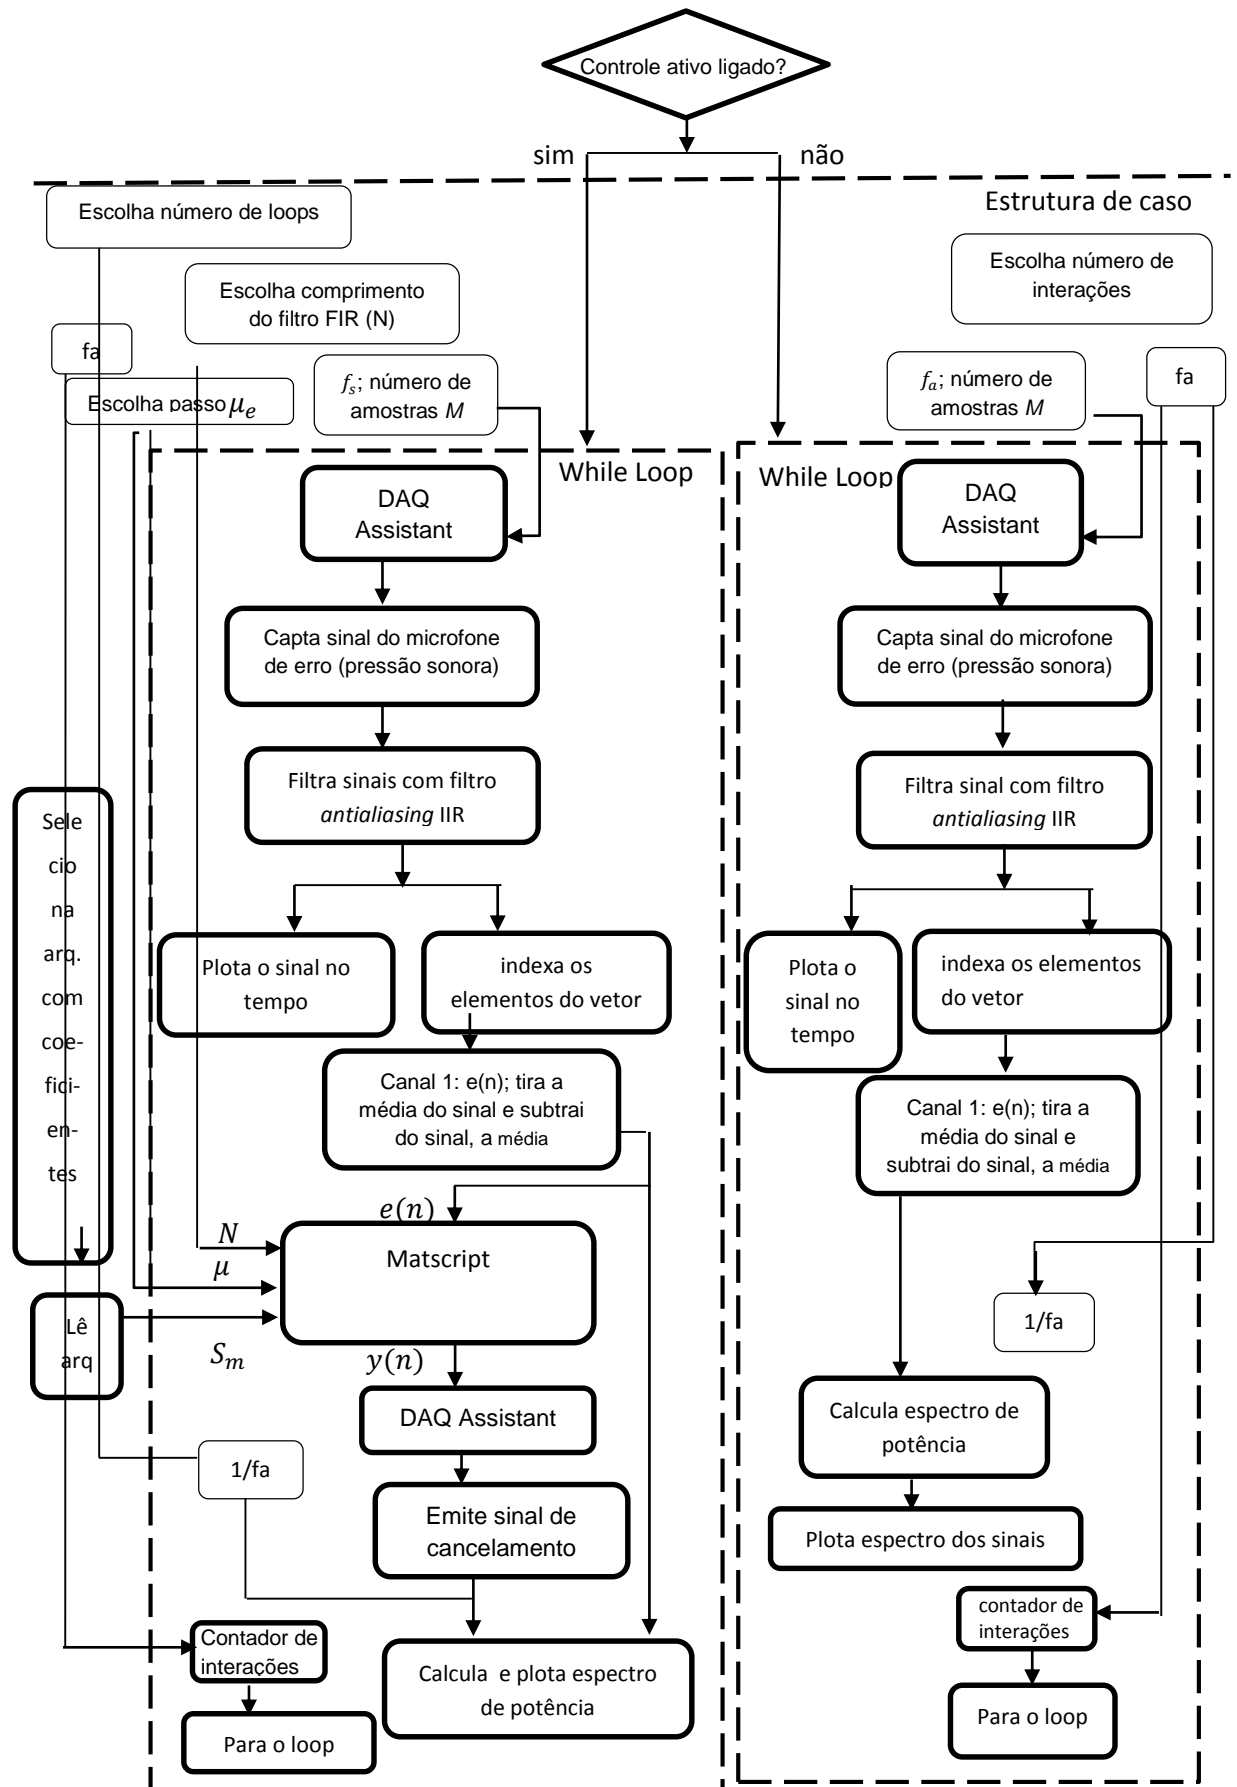 Controle ativo ligado?
sim
não
Estrutura de caso
Escolha número de loops
Escolha número de
interações
Escolha comprimento
do filtro FIR (N)
fa
Escolha passo μₑ
fₛ; número de
amostras M
fₐ; número de
amostras M
fa
While Loop
While Loop
DAQ
Assistant
Capta sinal do microfone
de erro (pressão sonora)
Filtra sinais com filtro
antialiasing IIR
Plota o sinal no
tempo
indexa os
elementos do vetor
Canal 1: e(n); tira a
média do sinal e subtrai
do sinal, a média
e(n)
N
μ
Sₘ
Matscript
y(n)
DAQ Assistant
Emite sinal de
cancelamento
1/fa
Calcula e plota espectro
de potência
Contador de
interações
Para o loop
Sele
cio
na
arq.
com
coe-
fici-
en-
tes
Lê
arq
DAQ
Assistant
Capta sinal do microfone
de erro (pressão sonora)
Filtra sinal com filtro
antialiasing IIR
Plota o
sinal no
tempo
indexa os elementos
do vetor
Canal 1: e(n); tira a
média do sinal e
subtrai do sinal, a média
1/fa
Calcula espectro de
potência
Plota espectro dos sinais
contador de
interações
Para o loop